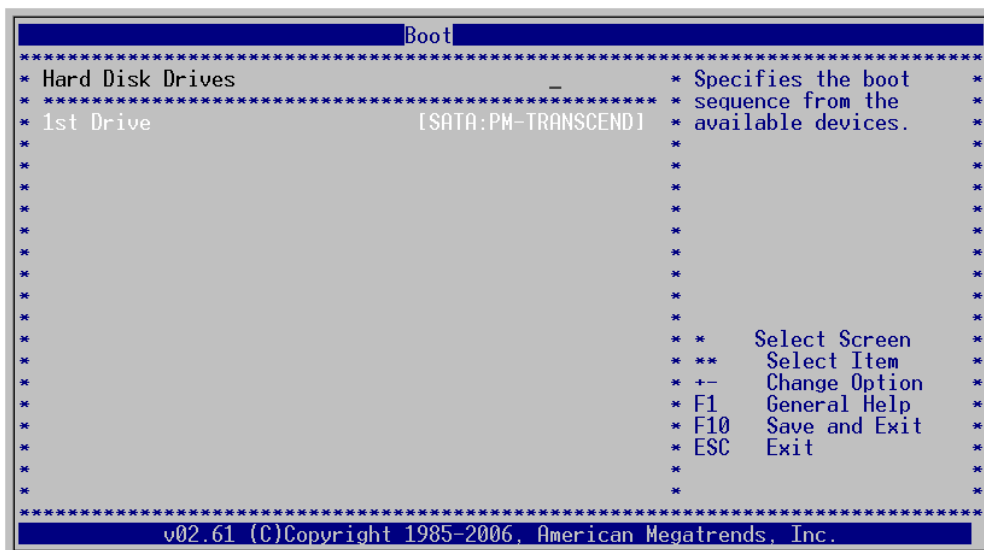 Boot
********************************************************************************
* Hard Disk Drives _ * Specifies the boot *
* *************************************************** * sequence from the *
* 1st Drive [SATA:PM-TRANSCEND] * available devices. *
* * *
* * *
* * *
* * *
* * *
* * *
* * *
* * *
* * *
* * * Select Screen *
* * ** Select Item *
* * +- Change Option *
* * F1 General Help *
* * F10 Save and Exit *
* * ESC Exit *
* * *
* * *
********************************************************************************
v02.61 (C)Copyright 1985-2006, American Megatrends, Inc.